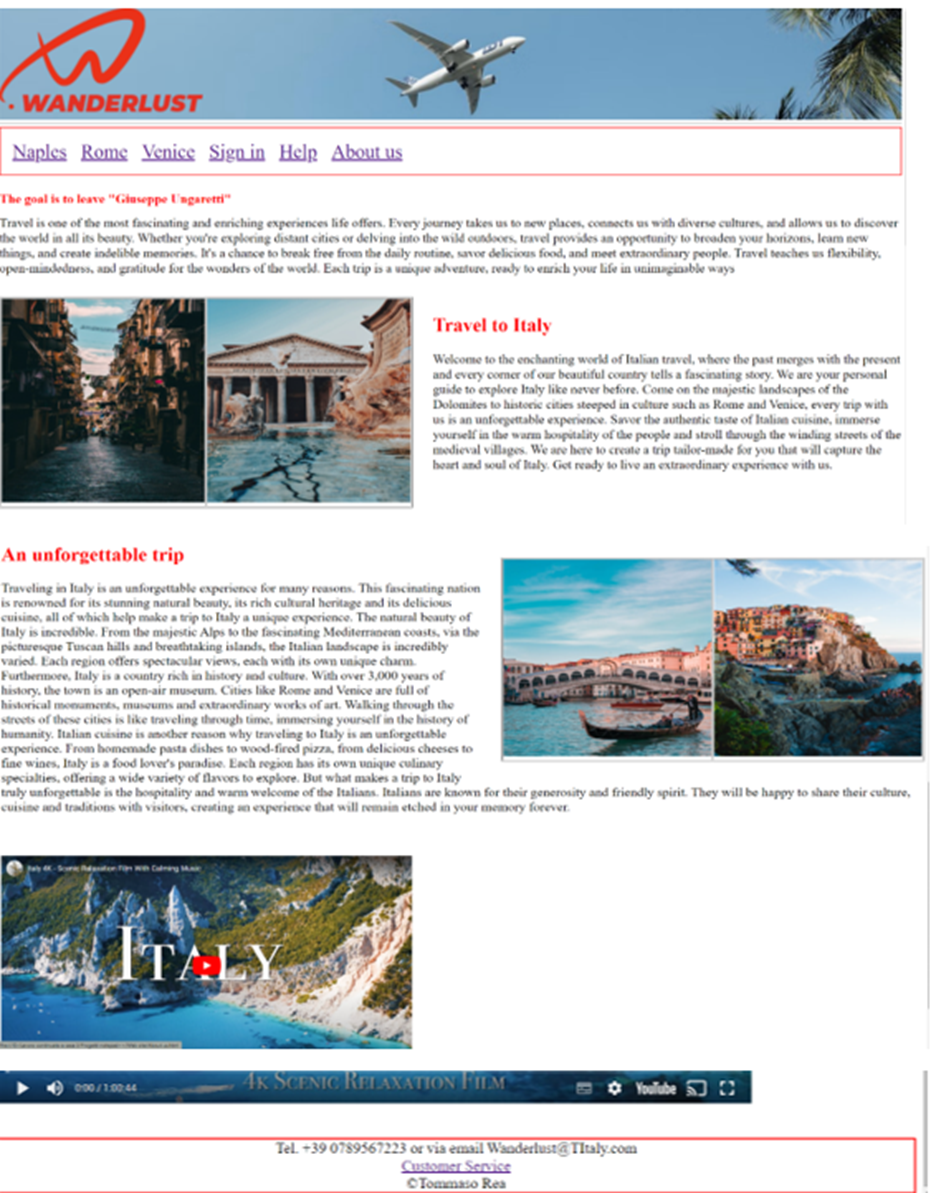 WANDERLUST
Naples Rome Venice Sign in Help About us
The goal is to leave "Giuseppe Ungaretti"
Travel is one of the most fascinating and enriching experiences life offers. Every journey takes us to new places, connects us with diverse cultures, and allows us to discover
the world in all its beauty. Whether you're exploring distant cities or delving into the wild outdoors, travel provides an opportunity to broaden your horizons, learn new
things, and create indelible memories. It's a chance to break free from the daily routine, savor delicious food, and meet extraordinary people. Travel teaches us flexibility,
open-mindedness, and gratitude for the wonders of the world. Each trip is a unique adventure, ready to enrich your life in unimaginable ways
Travel to Italy
Welcome to the enchanting world of Italian travel, where the past merges with the present
and every corner of our beautiful country tells a fascinating story. We are your personal
guide to explore Italy like never before. Come on the majestic landscapes of the
Dolomites to historic cities steeped in culture such as Rome and Venice, every trip with
us is an unforgettable experience. Savor the authentic taste of Italian cuisine, immerse
yourself in the warm hospitality of the people and stroll through the winding streets of the
medieval villages. We are here to create a trip tailor-made for you that will capture the
heart and soul of Italy. Get ready to live an extraordinary experience with us.
An unforgettable trip
Traveling in Italy is an unforgettable experience for many reasons. This fascinating nation
is renowned for its stunning natural beauty, its rich cultural heritage and its delicious
cuisine, all of which help make a trip to Italy a unique experience. The natural beauty of
Italy is incredible. From the majestic Alps to the fascinating Mediterranean coasts, via the
picturesque Tuscan hills and breathtaking islands, the Italian landscape is incredibly
varied. Each region offers spectacular views, each with its own unique charm.
Furthermore, Italy is a country rich in history and culture. With over 3,000 years of
history, the town is an open-air museum. Cities like Rome and Venice are full of
historical monuments, museums and extraordinary works of art. Walking through the
streets of these cities is like traveling through time, immersing yourself in the history of
humanity. Italian cuisine is another reason why traveling to Italy is an unforgettable
experience. From homemade pasta dishes to wood-fired pizza, from delicious cheeses to
fine wines, Italy is a food lover's paradise. Each region has its own unique culinary
specialties, offering a wide variety of flavors to explore. But what makes a trip to Italy
truly unforgettable is the hospitality and warm welcome of the Italians. Italians are known for their generosity and friendly spirit. They will be happy to share their culture,
cuisine and traditions with visitors, creating an experience that will remain etched in your memory forever.
Italy 4K - Scenic Relaxation Film With Calming Music
ITALY
0:00 / 1:00:44
4K SCENIC RELAXATION FILM
YouTube
Tel. +39 0789567223 or via email Wanderlust@TItaly.com
Customer Service
©Tommaso Rea